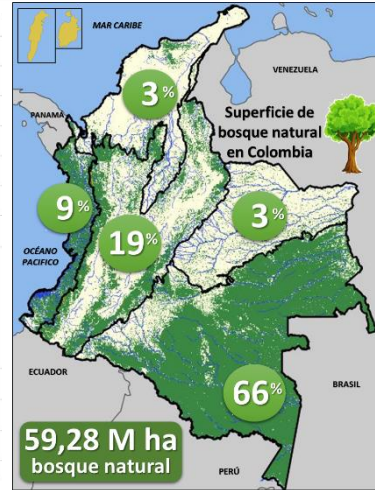 MAR CARIBE
VENEZUELA
PANAMÁ
3%
Superficie de
bosque natural
en Colombia
9%
3%
19%
OCÉANO
PACIFICO
66%
ECUADOR
BRASIL
59,28 M ha
bosque natural
PERÚ